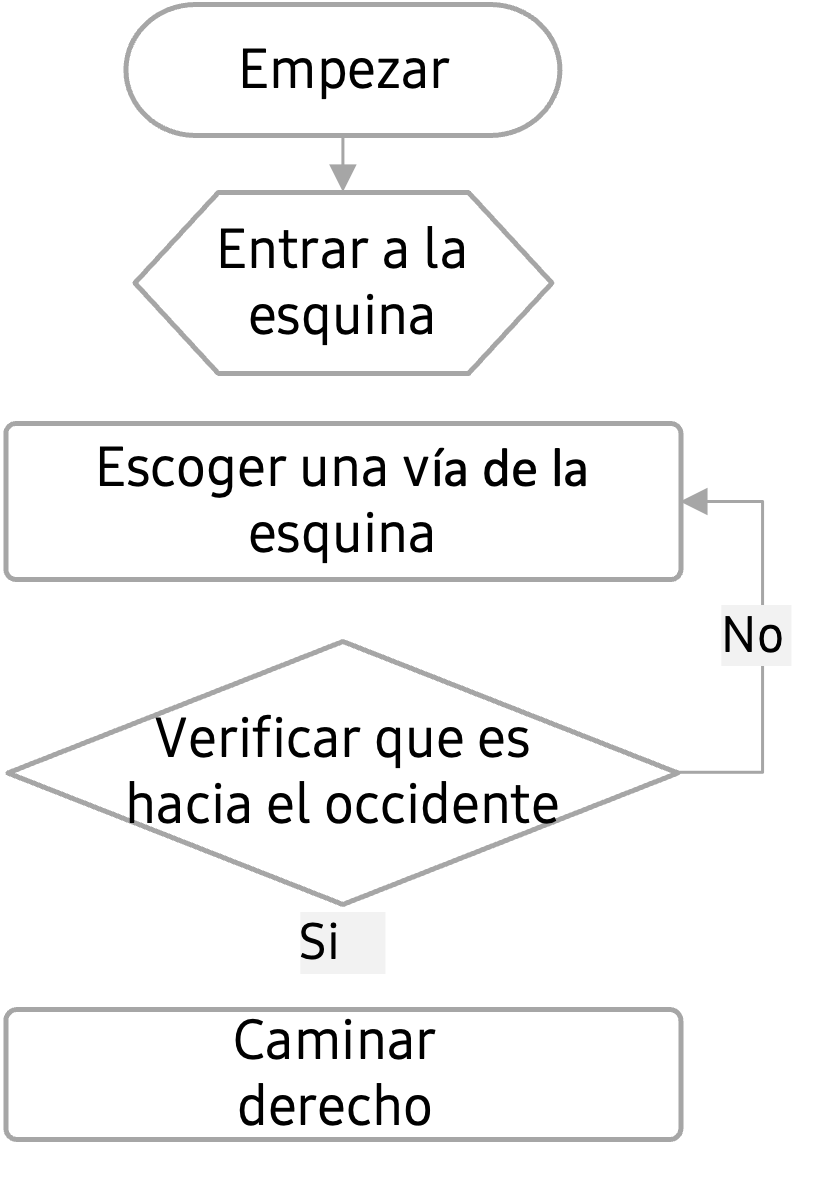 Empezar
Entrar a la
esquina
Escoger una vía de la
esquina
No
Verificar que es
hacia el occidente
Si
Caminar
derecho